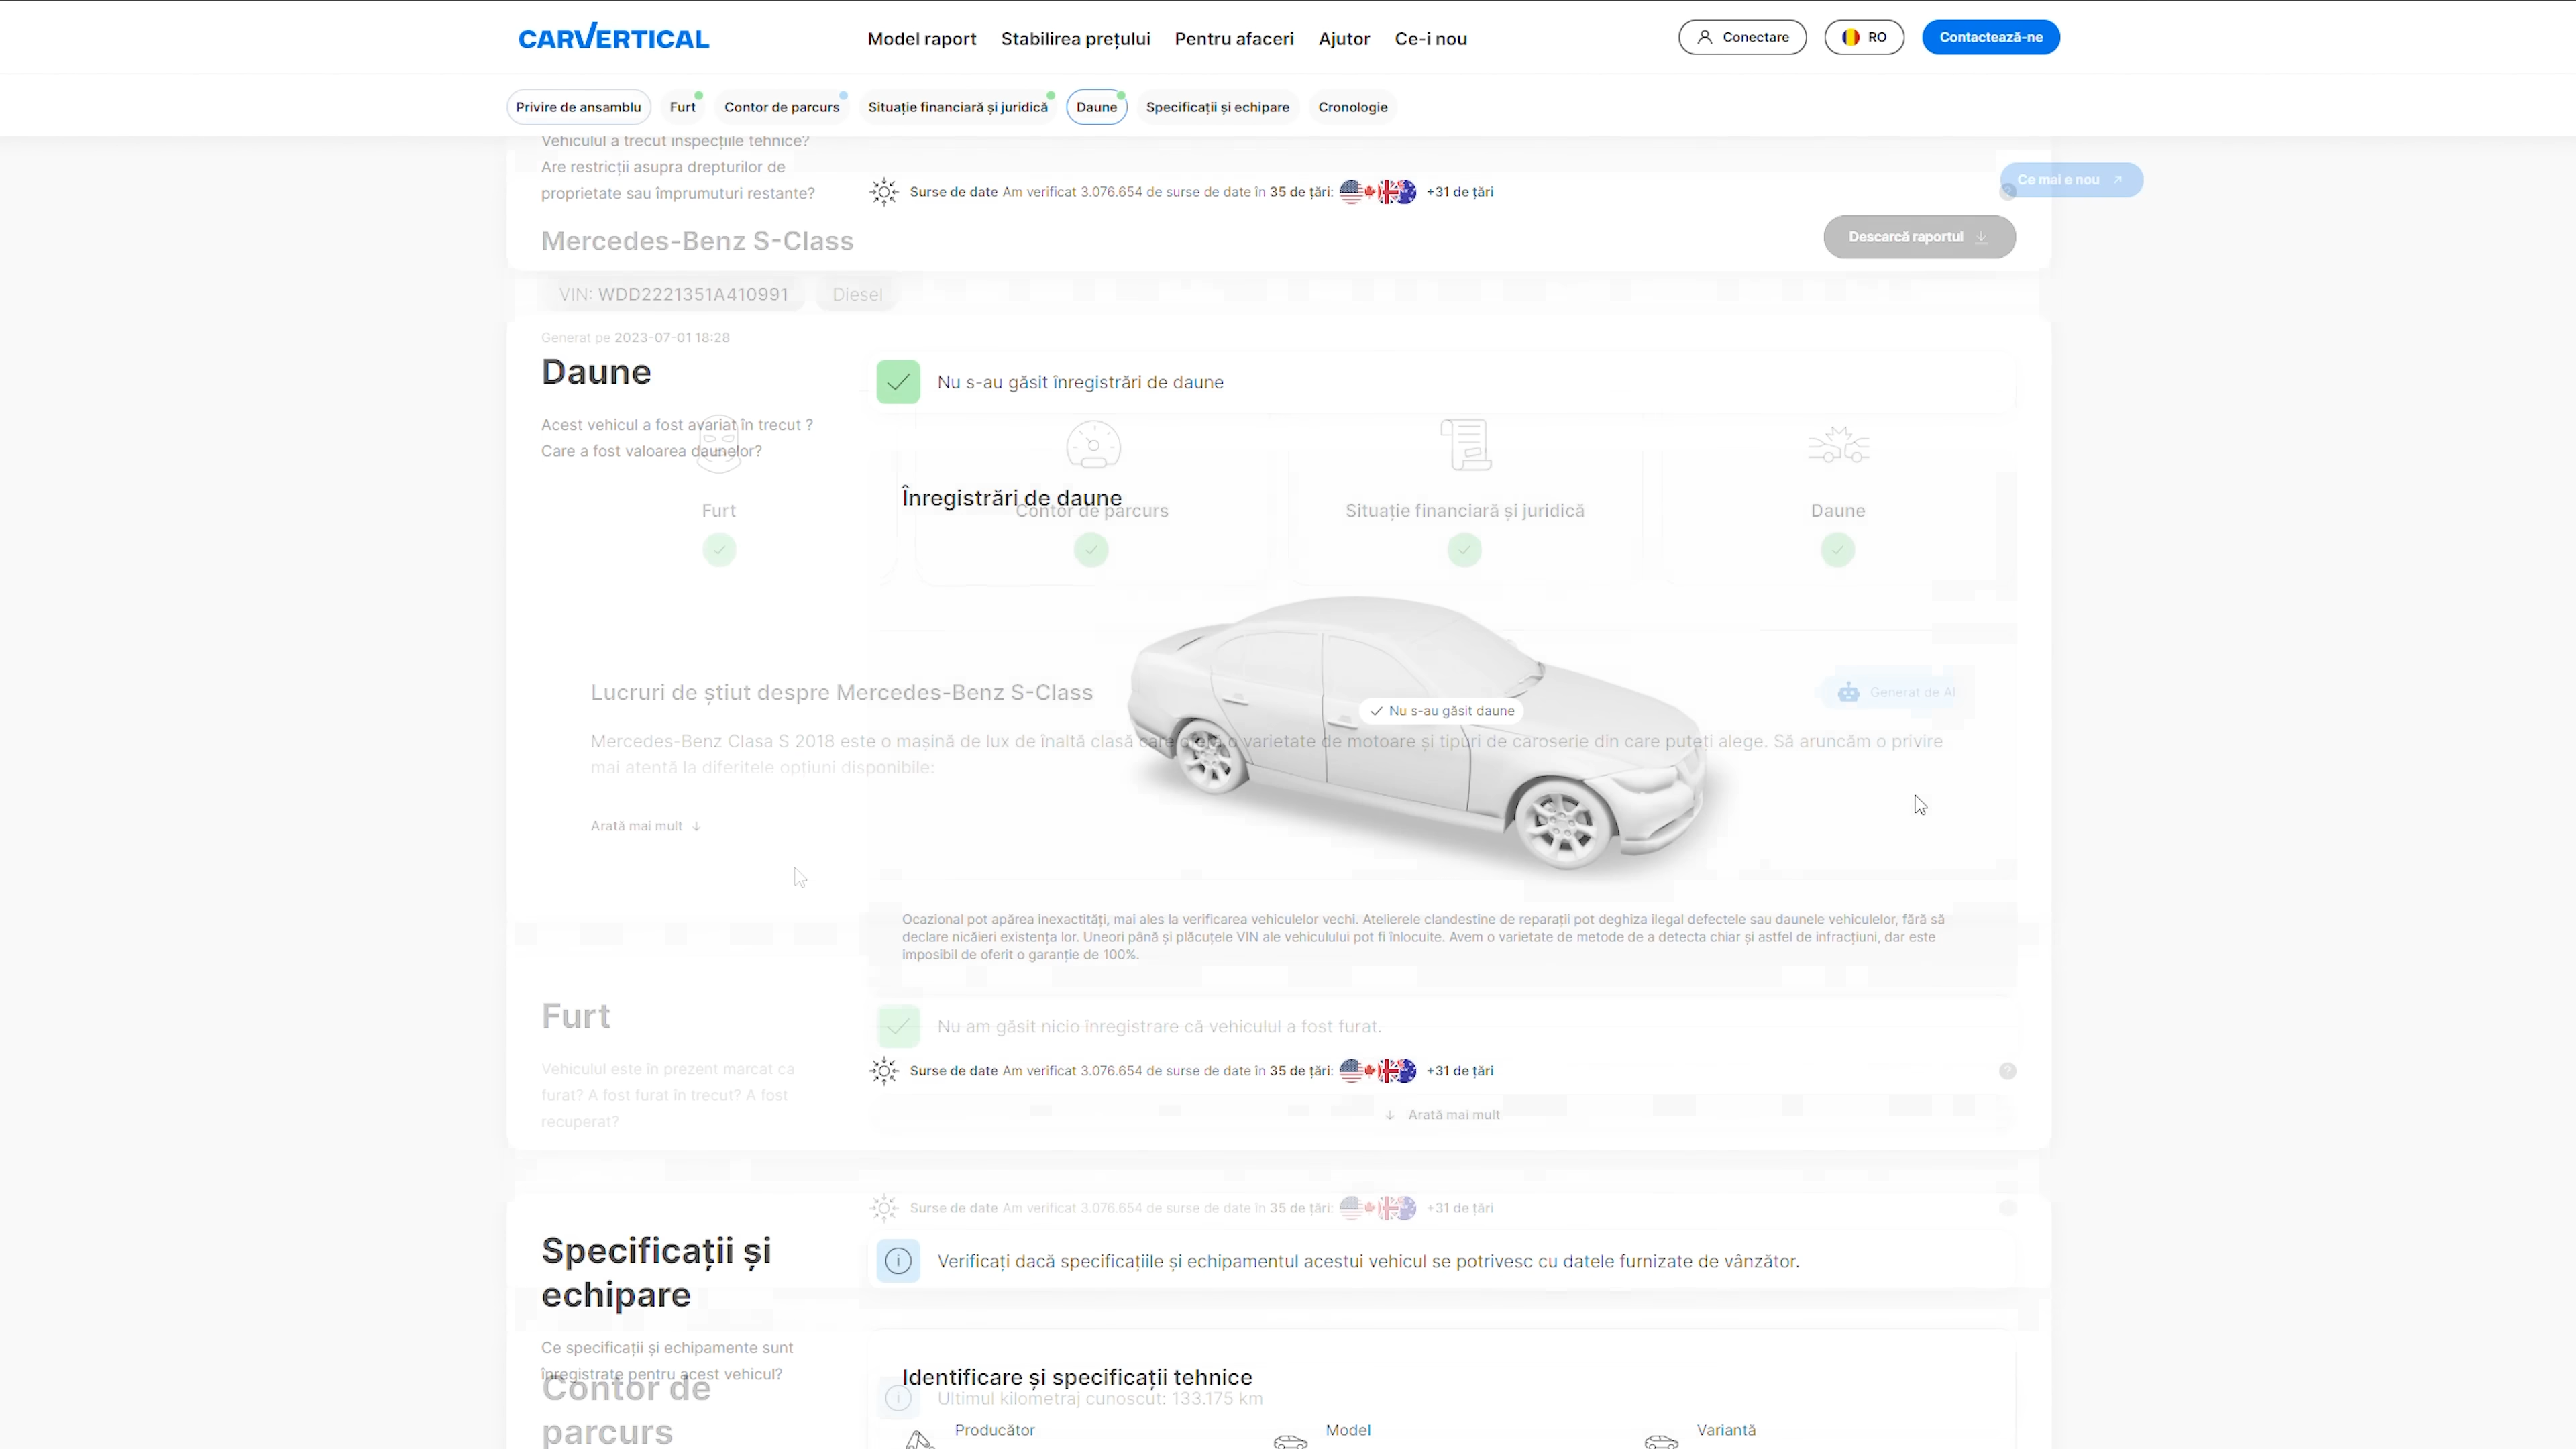 CARVERTICAL
Model raport Stabilirea prețului Pentru afaceri Ajutor Ce-i nou
Conectare RO Contactează-ne
Privire de ansamblu Furt Contor de parcurs Situație financiară și juridică Daune Specificații și echipare Cronologie
Vehiculul a trecut inspecțiile tehnice?
Are restricții asupra drepturilor de
proprietate sau împrumuturi restante?
Surse de date Am verificat 3.076.654 de surse de date în 35 de țări: +31 de țări
Ce mai e nou
Mercedes-Benz S-Class
Descarcă raportul
VIN: WDD2221351A410991 Diesel
Generat pe 2023-07-01 18:28
Daune
Nu s-au găsit înregistrări de daune
Acest vehicul a fost avariat în trecut ?
Care a fost valoarea daunelor?
Înregistrări de daune
Furt Contor de parcurs Situație financiară și juridică Daune
Lucruri de știut despre Mercedes-Benz S-Class
Generat de AI
Nu s-au găsit daune
Mercedes-Benz Clasa S 2018 este o mașină de lux de înaltă clasă care oferă o varietate de motoare și tipuri de caroserie din care puteți alege. Să aruncăm o privire
mai atentă la diferitele opțiuni disponibile:
Arată mai mult
Ocazional pot apărea inexactități, mai ales la verificarea vehiculelor vechi. Atelierele clandestine de reparații pot deghiza ilegal defectele sau daunele vehiculelor, fără să
declare nicăieri existența lor. Uneori până și plăcuțele VIN ale vehiculului pot fi înlocuite. Avem o varietate de metode de a detecta chiar și astfel de infracțiuni, dar este
imposibil de oferit o garanție de 100%.
Furt
Nu am găsit nicio înregistrare că vehiculul a fost furat.
Vehiculul este în prezent marcat ca
furat? A fost furat în trecut? A fost
recuperat?
Surse de date Am verificat 3.076.654 de surse de date în 35 de țări: +31 de țări
Arată mai mult
Surse de date Am verificat 3.076.654 de surse de date în 35 de țări: +31 de țări
Specificații și
echipare
Verificați dacă specificațiile și echipamentul acestui vehicul se potrivesc cu datele furnizate de vânzător.
Ce specificații și echipamente sunt
înregistrate pentru acest vehicul?
Contor de
parcurs
Identificare și specificații tehnice
Ultimul kilometraj cunoscut: 133.175 km
Producător Model Variantă